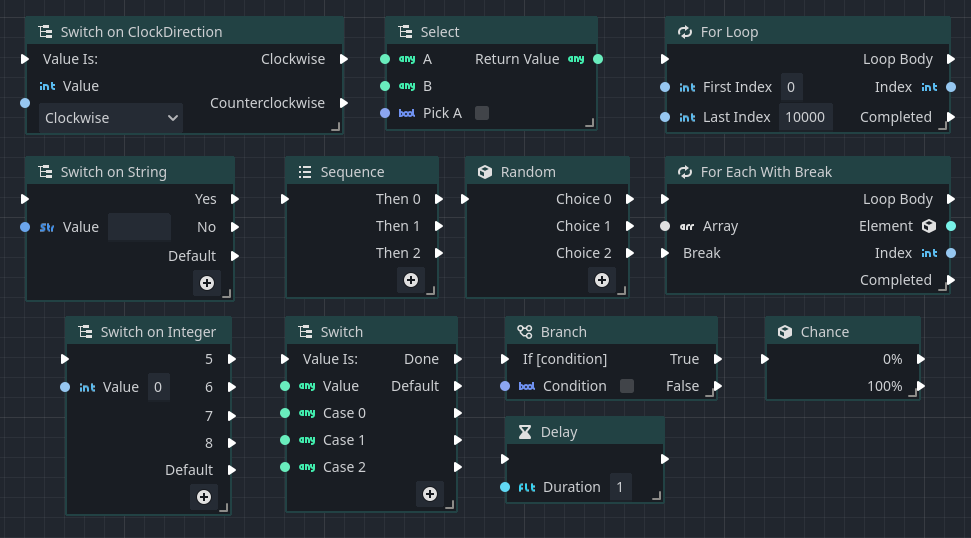 Switch on ClockDirection
Value Is: Clockwise
int Value
Counterclockwise
Clockwise
Select
any A Return Value any
any B
bool Pick A
For Loop
Loop Body
int First Index 0 Index int
int Last Index 10000 Completed
Switch on String
Yes
Str Value No
Default
Sequence
Then 0
Then 1
Then 2
Random
Choice 0
Choice 1
Choice 2
For Each With Break
Loop Body
arr Array Element
Break Index int
Completed
Switch on Integer
5
int Value 0 6
7
8
Default
Switch
Value Is: Done
any Value Default
any Case 0
any Case 1
any Case 2
Branch
If [condition] True
bool Condition False
Chance
0%
100%
Delay
flt Duration 1